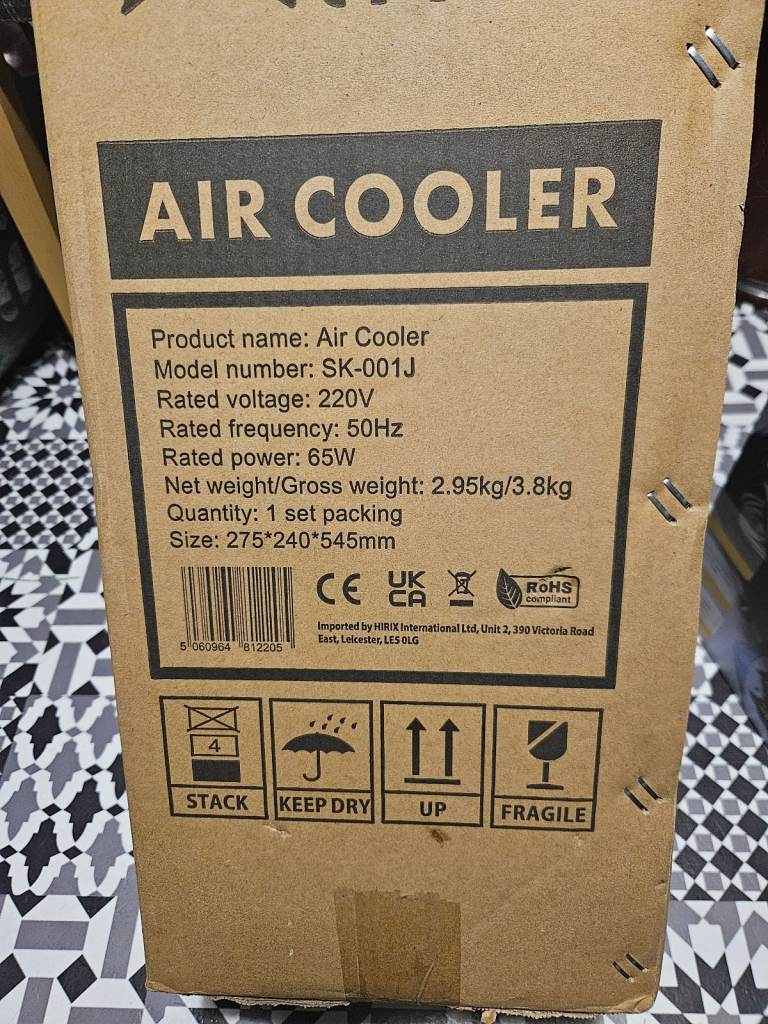 AIR COOLER
Product name: Air Cooler
Model number: SK-001J
Rated voltage: 220V
Rated frequency: 50Hz
Rated power: 65W
Net weight/Gross weight: 2.95kg/3.8kg
Quantity: 1 set packing
Size: 275*240*545mm
5 060964 812205
CE
UK
CA
RoHS
compliant
Imported by HIRIX International Ltd, Unit 2, 390 Victoria Road
East, Leicester, LE5 0LG
4
STACK
KEEP DRY
UP
FRAGILE